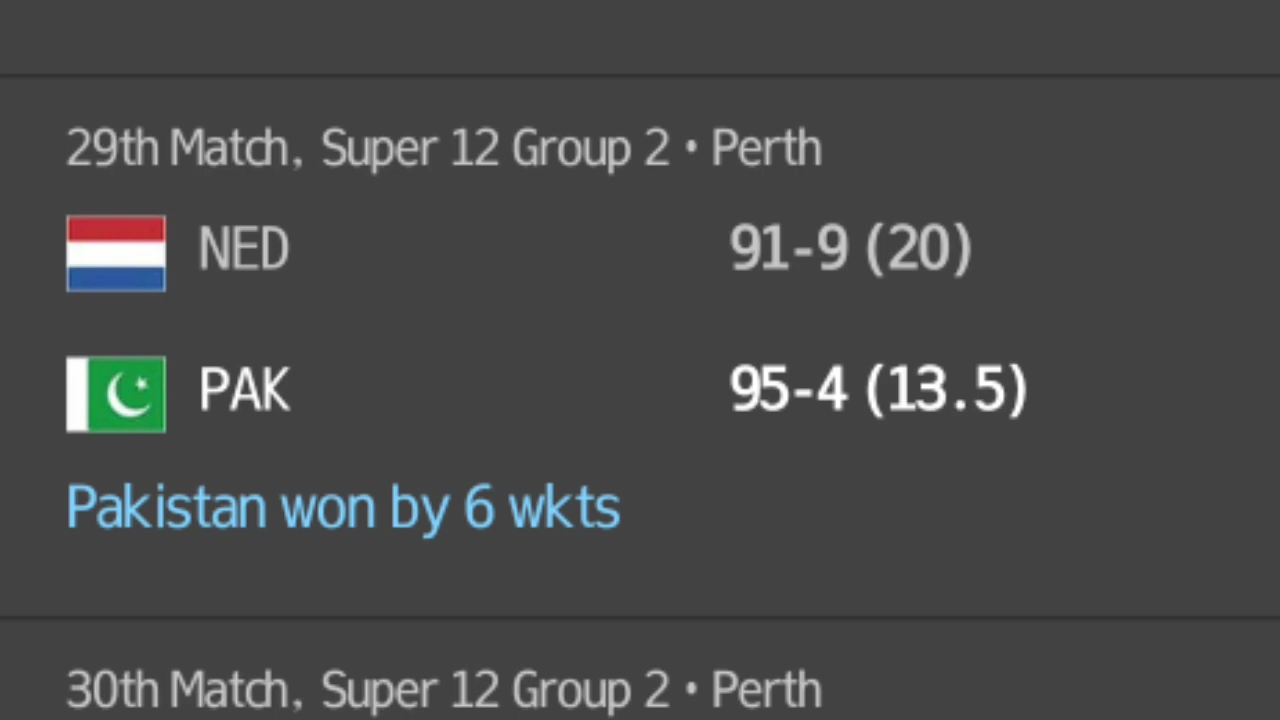 29th Match, Super 12 Group 2 • Perth
NED 91-9 (20)
PAK 95-4 (13.5)
Pakistan won by 6 wkts
30th Match, Super 12 Group 2 • Perth